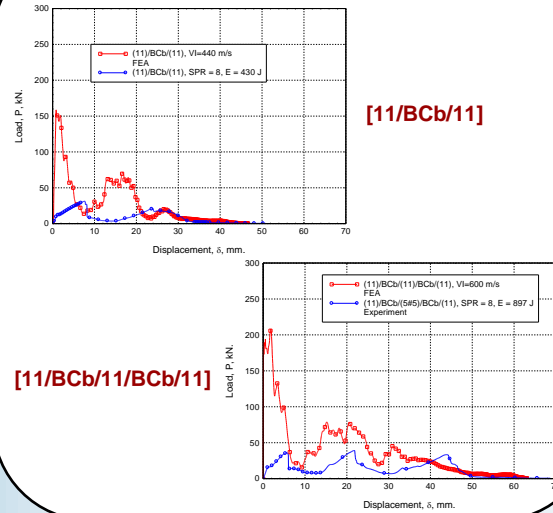 300
250
200
150
100
50
0
Load, P, kN.
(11)/BCb/(11), VI=440 m/s
FEA
(11)/BCb/(11), SPR = 8, E = 430 J
0 10 20 30 40 50 60 70
Displacement, δ, mm.
[11/BCb/11]
300
250
200
150
100
50
0
Load, P, kN.
(11)/BCb/(11)/BCb/(11), VI=600 m/s
FEA
(11)/BCb/(5#5)/BCb/(11), SPR = 8, E = 897 J
Experiment
0 10 20 30 40 50 60 70
Displacement, δ, mm.
[11/BCb/11/BCb/11]